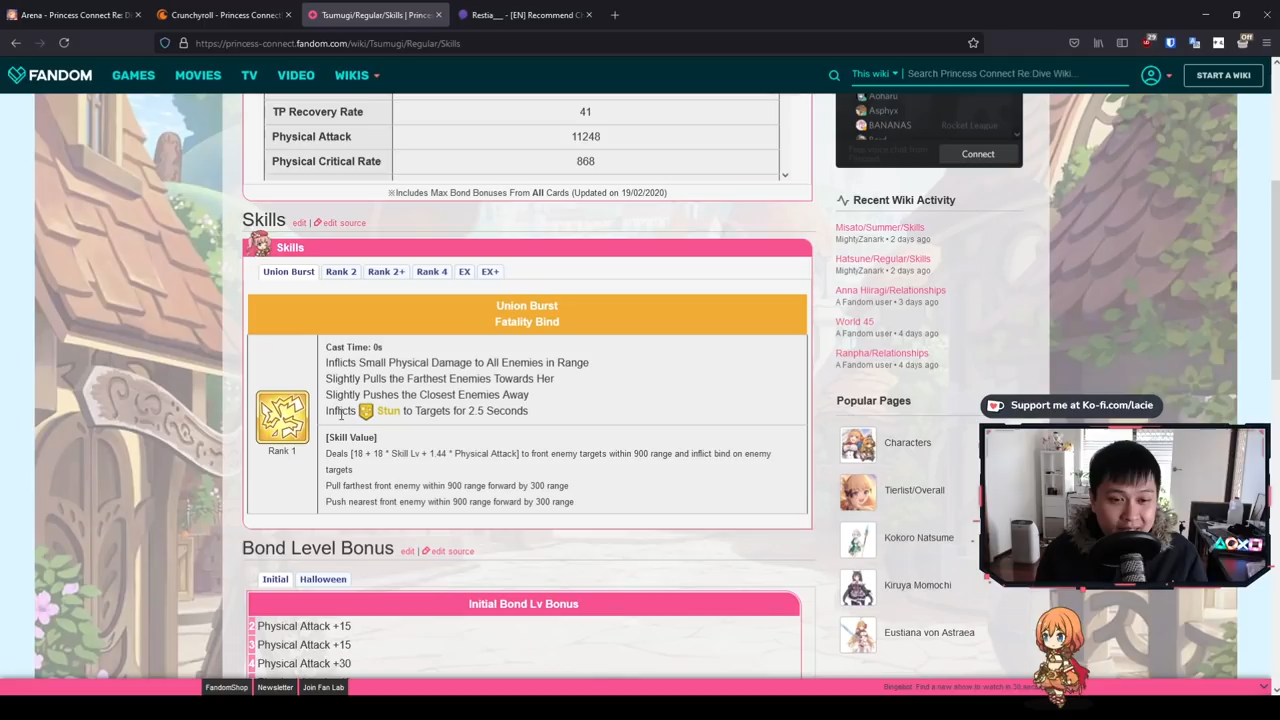 Arena - Princess Connect Re: D
Crunchyroll - Princess Connect
Tsumugi/Regular/Skills | Prince
Restia___ - [EN] Recommend C
https://princess-connect.fandom.com/wiki/Tsumugi/Regular/Skills
29
Off
FANDOM
GAMES
MOVIES
TV
VIDEO
WIKIS
This wiki
Search Princess Connect Re:Dive Wiki...
START A WIKI
TP Recovery Rate 41
Physical Attack 11248
Physical Critical Rate 868
※Includes Max Bond Bonuses From All Cards (Updated on 19/02/2020)
Skills edit | edit source
Skills
Union Burst
Rank 2
Rank 2+
Rank 4
EX
EX+
Union Burst
Fatality Bind
Cast Time: 0s
Inflicts Small Physical Damage to All Enemies in Range
Slightly Pulls the Farthest Enemies Towards Her
Slightly Pushes the Closest Enemies Away
Inflicts Stun to Targets for 2.5 Seconds
Rank 1
[Skill Value]
Deals [18 + 18 * Skill Lv + 1.44 * Physical Attack] to front enemy targets within 900 range and inflict bind on enemy
targets
Pull farthest front enemy within 900 range forward by 300 range
Push nearest front enemy within 900 range forward by 300 range
Bond Level Bonus edit | edit source
Initial
Halloween
Initial Bond Lv Bonus
2 Physical Attack +15
3 Physical Attack +15
4 Physical Attack +30
Aoharu
Asphyx
BANANAS Rocket League
Connect
Recent Wiki Activity
Misato/Summer/Skills
MightyZanark • 2 days ago
Hatsune/Regular/Skills
MightyZanark • 2 days ago
Anna Hiiragi/Relationships
A Fandom user • 3 days ago
World 45
A Fandom user • 4 days ago
Ranpha/Relationships
A Fandom user • 4 days ago
Popular Pages
Characters
Tierlist/Overall
Kokoro Natsume
Kiruya Momochi
Eustiana von Astraea
Support me at Ko-fi.com/lacie
FandomShop
Newsletter
Join Fan Lab